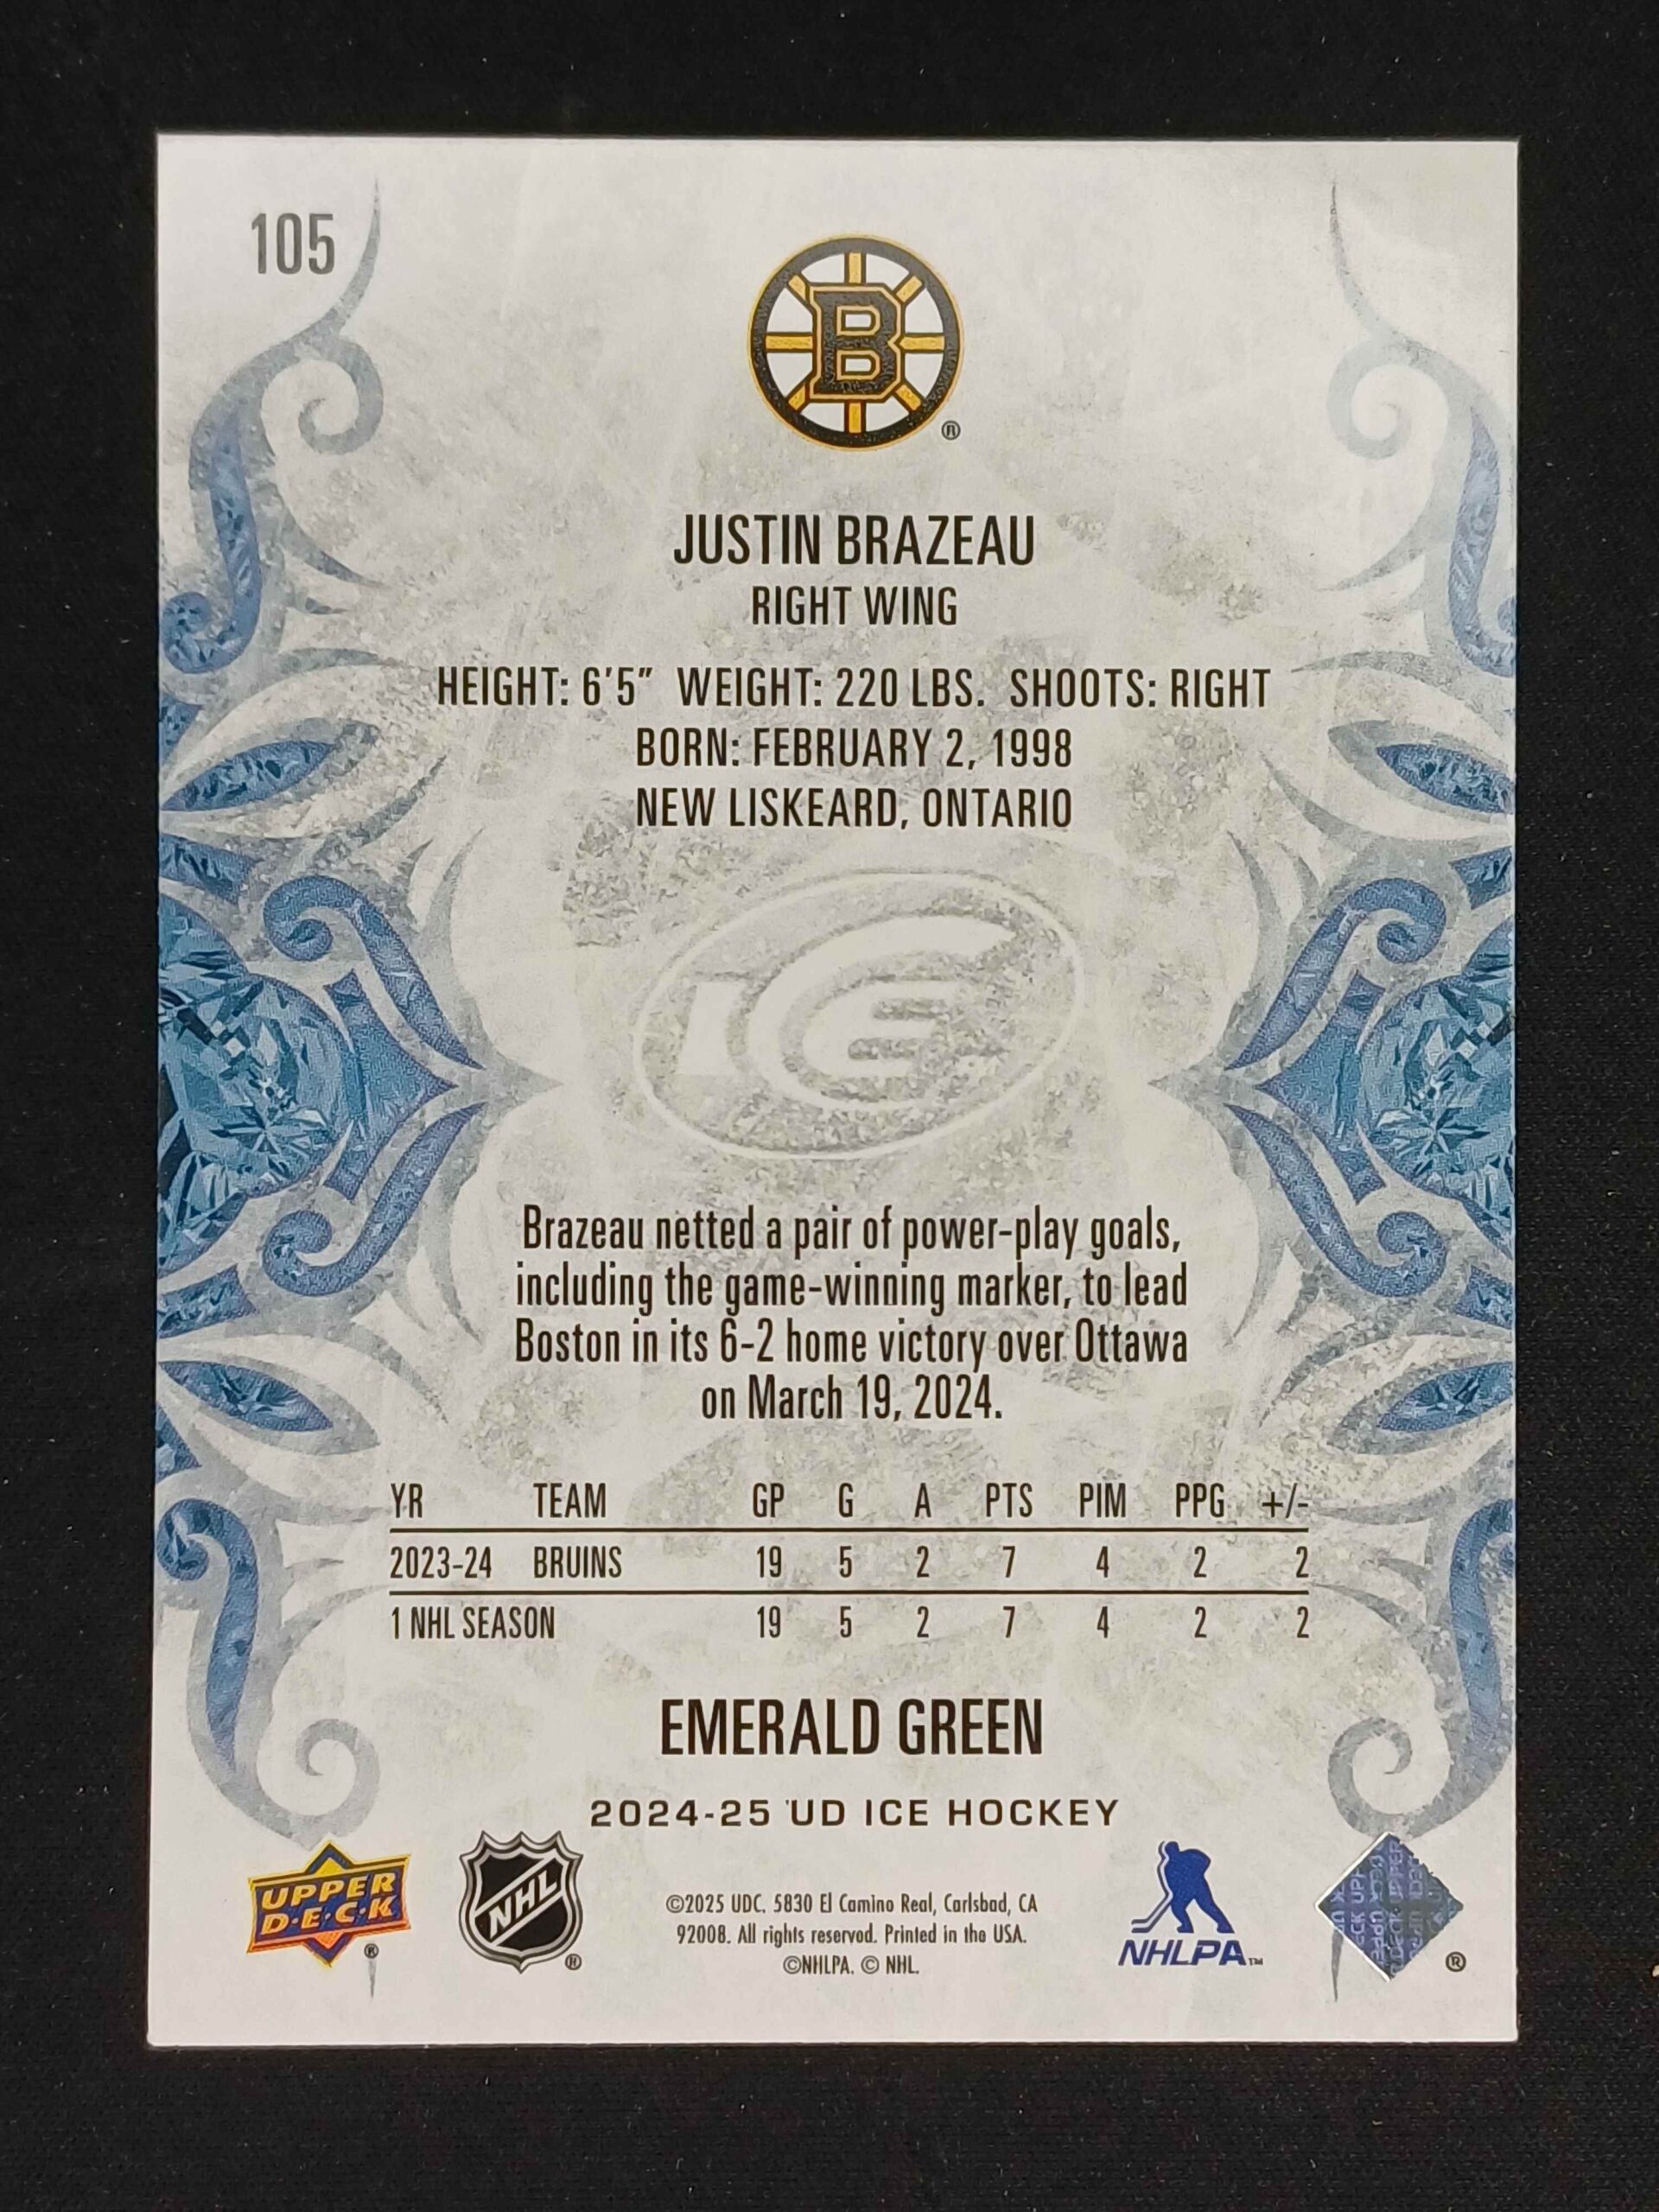 105
B
®
JUSTIN BRAZEAU
RIGHT WING
HEIGHT: 6'5" WEIGHT: 220 LBS. SHOOTS: RIGHT
BORN: FEBRUARY 2, 1998
NEW LISKEARD, ONTARIO
ICE
Brazeau netted a pair of power-play goals,
including the game-winning marker, to lead
Boston in its 6-2 home victory over Ottawa
on March 19, 2024.
YR TEAM GP G A PTS PIM PPG +/-
2023-24 BRUINS 19 5 2 7 4 2 2
1 NHL SEASON 19 5 2 7 4 2 2
EMERALD GREEN
2024-25 UD ICE HOCKEY
UPPER
D·E·C·K
®
NHL
®
©2025 UDC. 5830 El Camino Real, Carlsbad, CA
92008. All rights reserved. Printed in the USA.
©NHLPA. © NHL.
NHLPA™
®